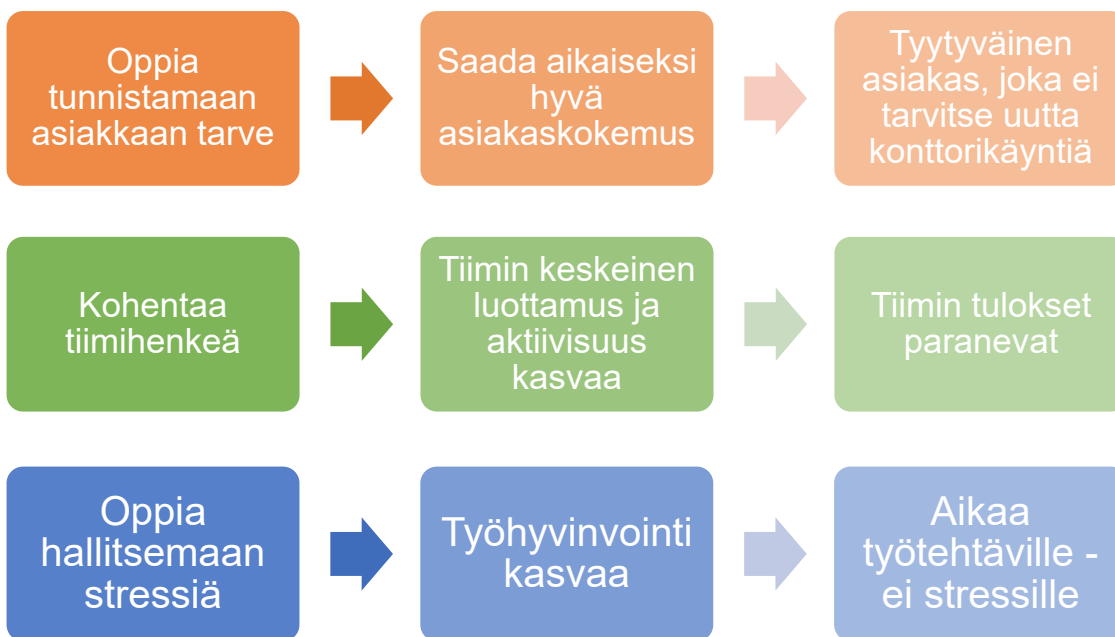 Oppia
tunnistamaan
asiakkaan tarve
Saada aikaiseksi
hyvä
asiakaskokemus
Tyytyväinen
asiakas, joka ei
tarvitse uutta
konttorikäyntiä
Kohentaa
tiimihenkeä
Tiimin keskeinen
luottamus ja
aktiivisuus
kasvaa
Tiimin tulokset
paranevat
Oppia
hallitsemaan
stressiä
Työhyvinvointi
kasvaa
Aikaa
työtehtäville -
ei stressille